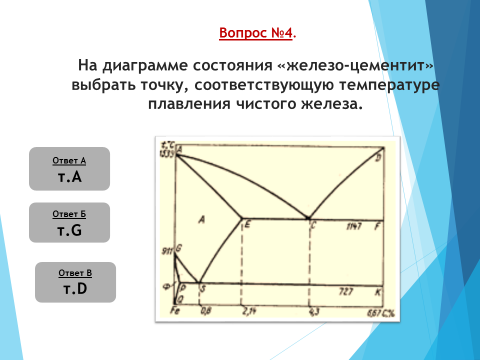 Вопрос №4.
На диаграмме состояния «железо-цементит»
выбрать точку, соответствующую температуре
плавления чистого железа.
Ответ А
т.А
Ответ Б
т.G
Ответ В
т.D
t,°C
1539
A
D
A
E
C
1147
F
911
G
Ф
P
S
727
K
Q
Fe
0,8
2,14
4,3
6,67 C,%